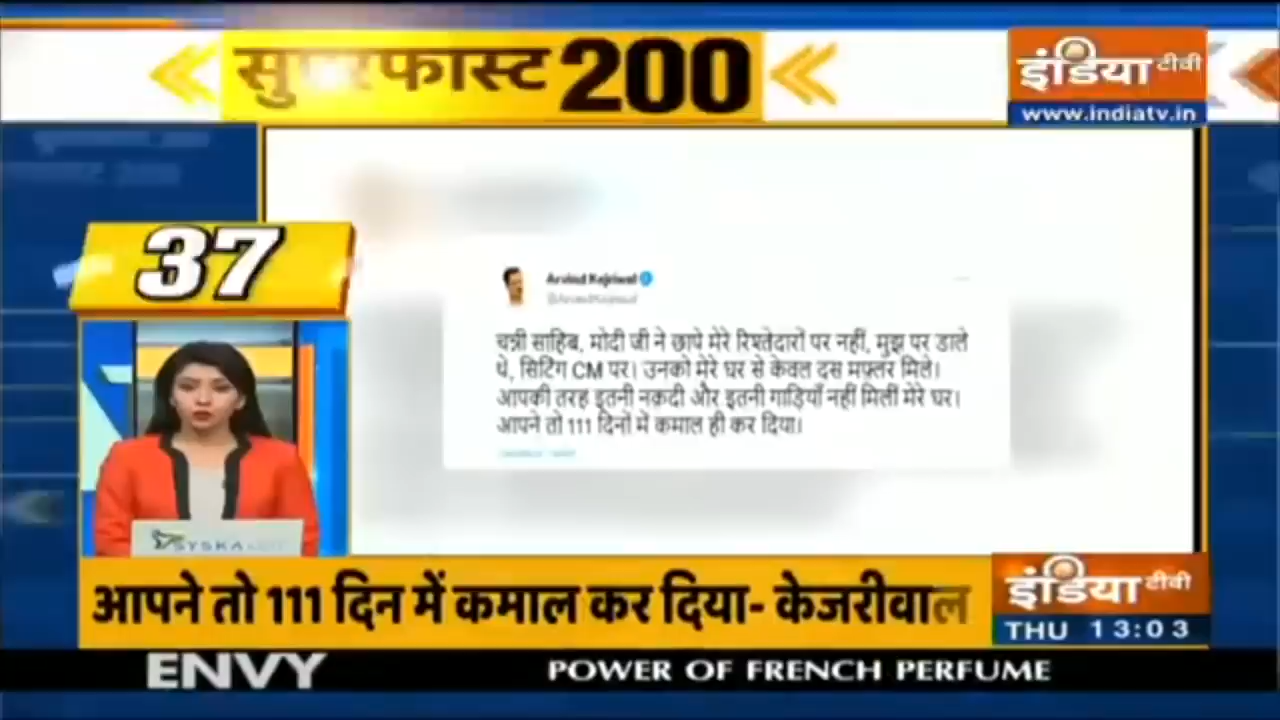 सुपरफास्ट 200
इंडिया टीवी
www.indiatv.in
37
Arvind Kejriwal
@ArvindKejriwal
चन्नी साहिब, मोदी जी ने छापे मेरे रिश्तेदारों पर नहीं, मुझ पर डाले
थे, सिटिंग CM पर। उनको मेरे घर से केवल दस मफ़्लर मिले।
आपकी तरह इतनी नक़दी और इतनी गाड़ियाँ नहीं मिलीं मेरे घर।
आपने तो 111 दिनों में कमाल ही कर दिया।
SYSKA
आपने तो 111 दिन में कमाल कर दिया- केजरीवाल
इंडिया टीवी
THU 13:03
ENVY POWER OF FRENCH PERFUME